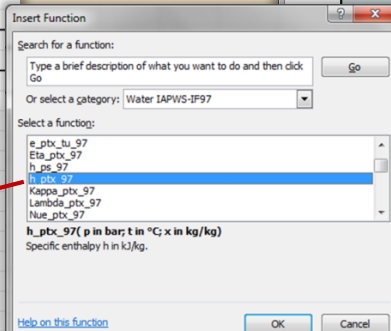 Insert Function
Search for a function:
Type a brief description of what you want to do and then click
Go
Go
Or select a category: Water IAPWS-IF97
Select a function:
e_ptx_tu_97
Eta_ptx_97
h_ps_97
h_ptx_97
Kappa_ptx_97
Lambda_ptx_97
Nue_ptx_97
h_ptx_97( p in bar; t in °C; x in kg/kg)
Specific enthalpy h in kJ/kg.
Help on this function
OK
Cancel